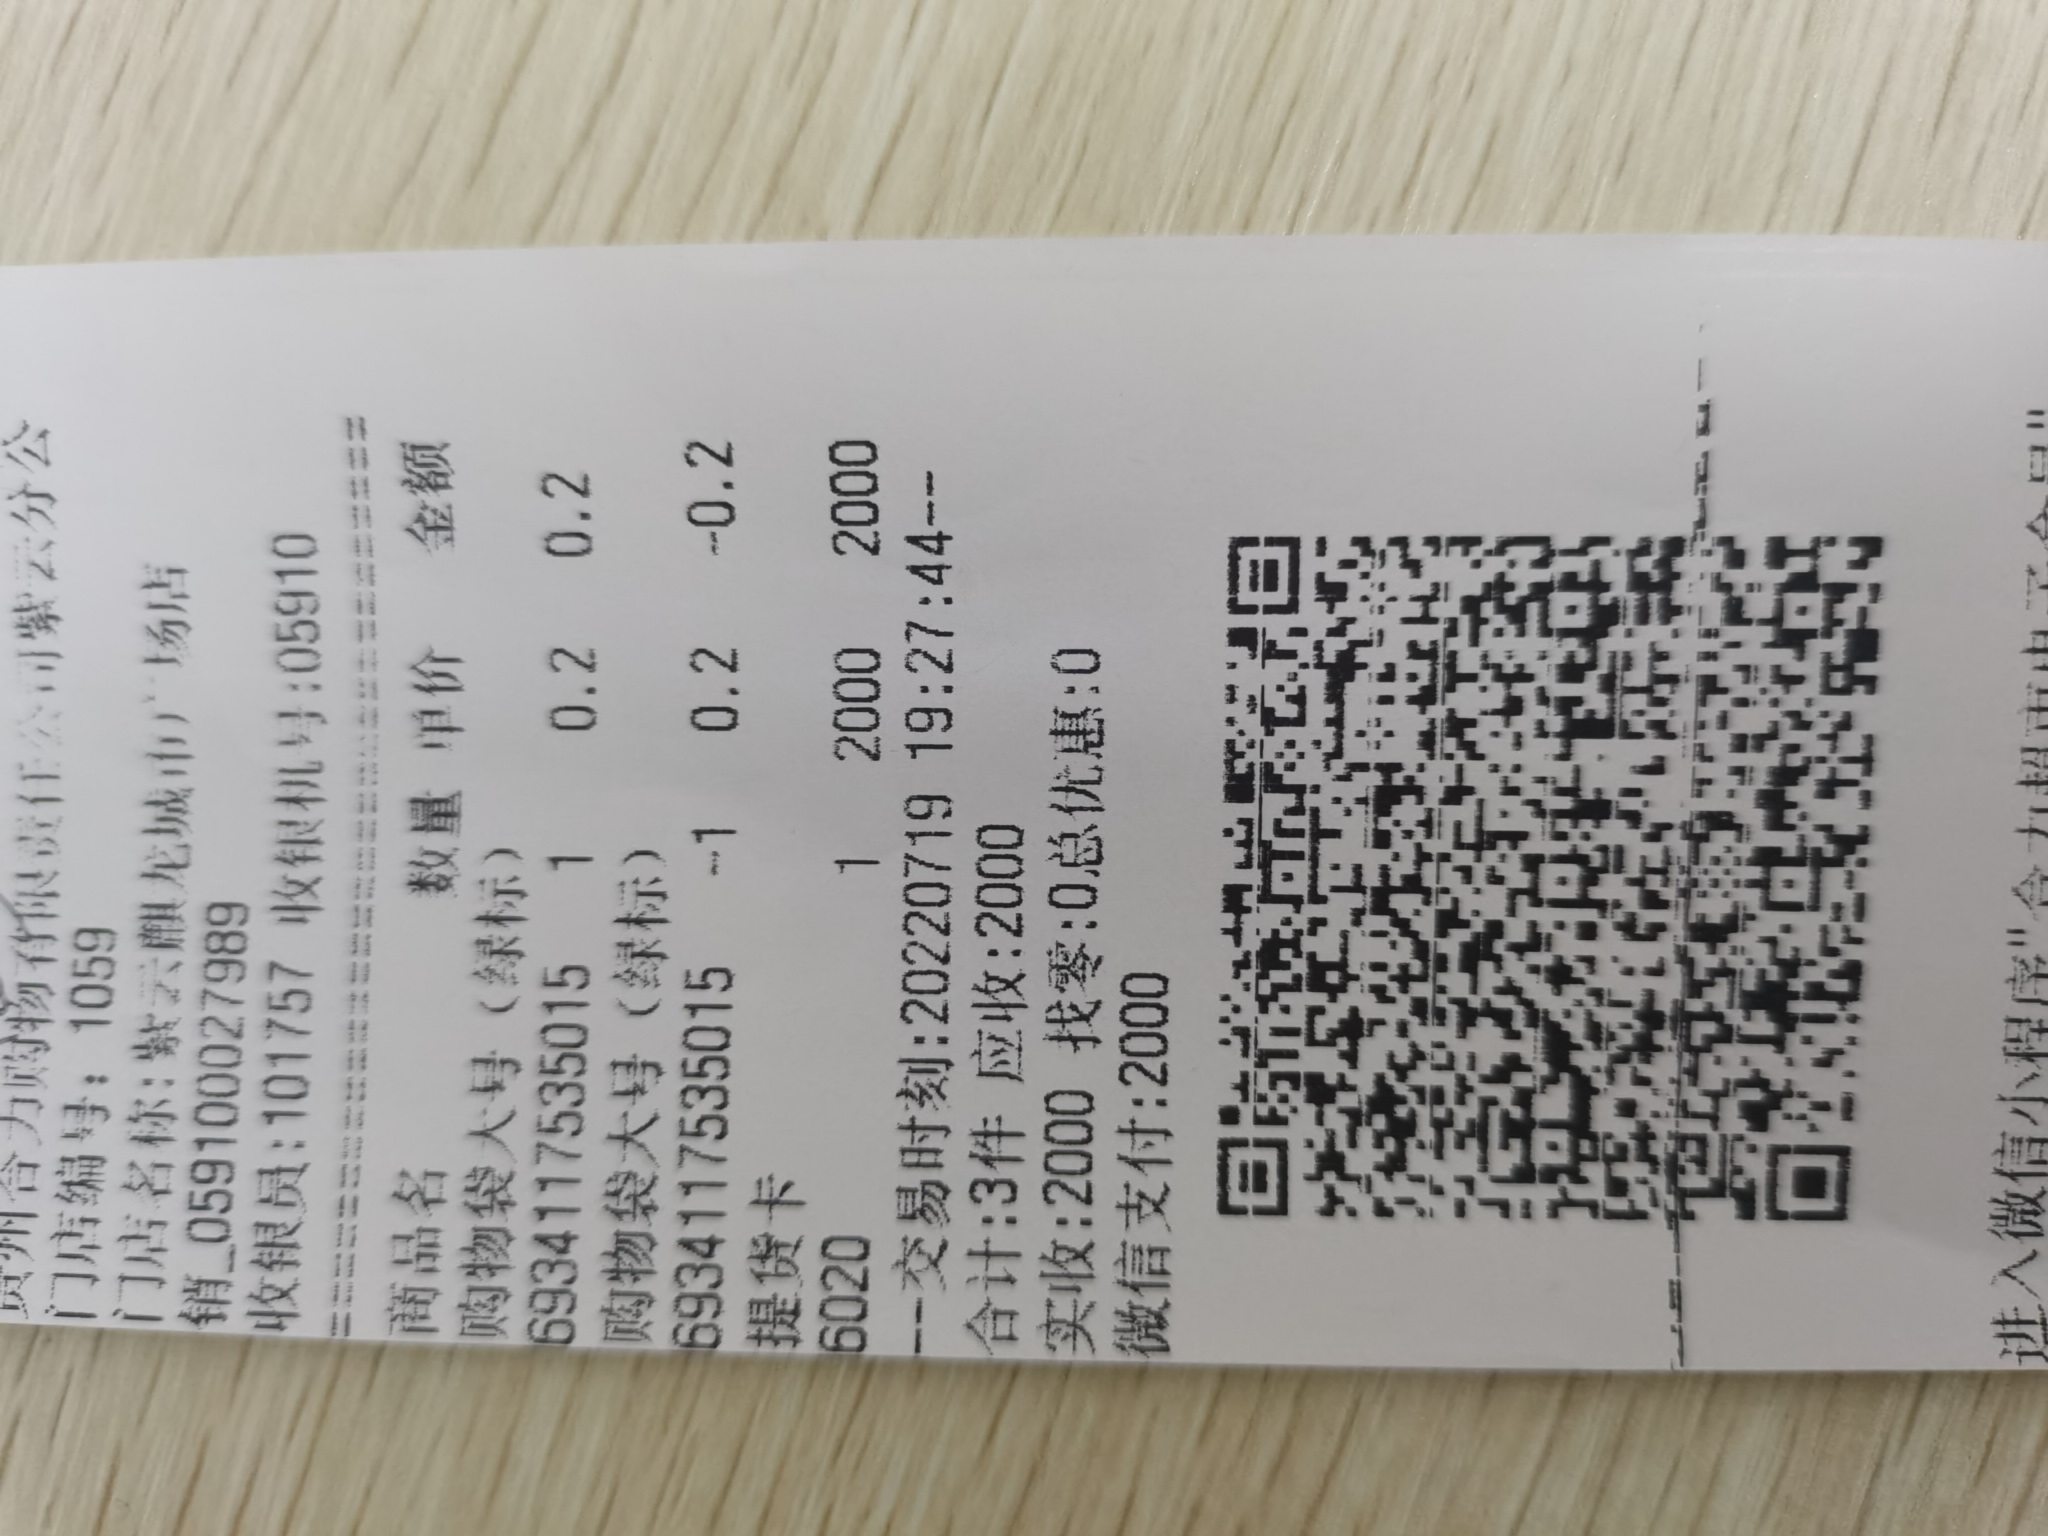 贵州合力购物有限责任公司紫云分公
门店编号: 1059
门店名称:紫云麒龙城市广场店
销_059100027989
收银员:101757 收银机号:05910
商品名 数量 单价 金额
购物袋大号（绿标）
6934117535015 1 0.2 0.2
购物袋大号（绿标）
6934117535015 -1 0.2 -0.2
提货卡
6020 1 2000 2000
--交易时刻:20220719 19:27:44--
合计:3件 应收:2000
实收:2000 找零:0总优惠:0
微信支付:2000
进入微信小程序"合力超市电子会员"